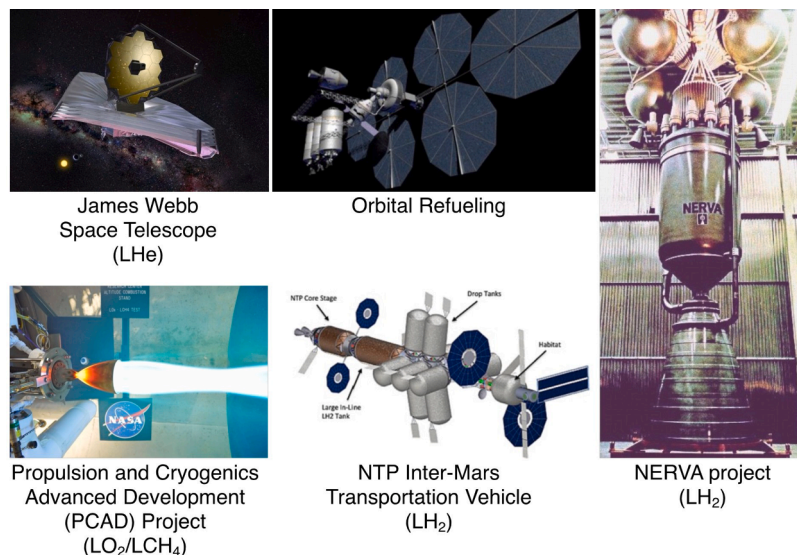 James Webb
Space Telescope
(LHe)
Orbital Refueling
NERVA
NASA
Propulsion and Cryogenics
Advanced Development
(PCAD) Project
(LO₂/LCH₄)
NTP Core Stage
Drop Tanks
Habitat
Large In-Line
LH2 Tank
NTP Inter-Mars
Transportation Vehicle
(LH₂)
NERVA project
(LH₂)